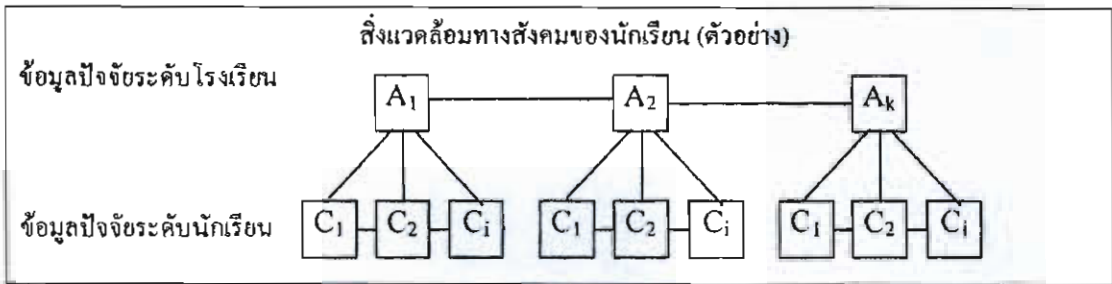 สิ่งแวดล้อมทางสังคมของนักเรียน (ตัวอย่าง)
ข้อมูลปัจจัยระดับโรงเรียน
A₁ A₂ Aₖ
ข้อมูลปัจจัยระดับนักเรียน
C₁ C₂ Cᵢ C₁ C₂ Cᵢ C₁ C₂ Cᵢ